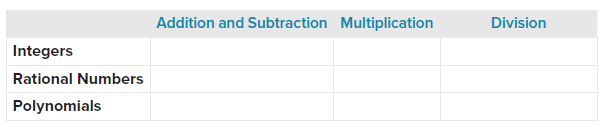 Addition and Subtraction Multiplication Division
Integers
Rational Numbers
Polynomials